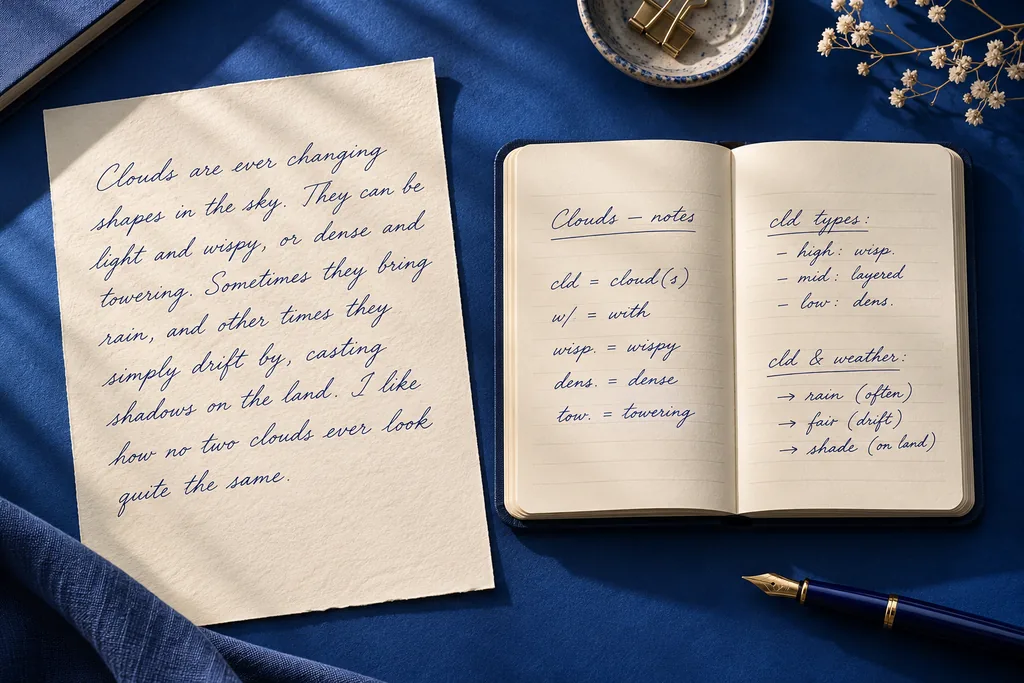 Clouds are ever changing
shapes in the sky. They can be
light and wispy, or dense and
towering. Sometimes they bring
rain, and other times they
simply drift by, casting
shadows on the land. I like
how no two clouds ever look
quite the same.
Clouds – notes
cld = cloud(s)
w/ = with
wisp. = wispy
dens. = dense
tow. = towering
cld types:
– high: wisp.
– mid: layered
– low: dens.
cld & weather:
→ rain (often)
→ fair (drift)
→ shade (on land)